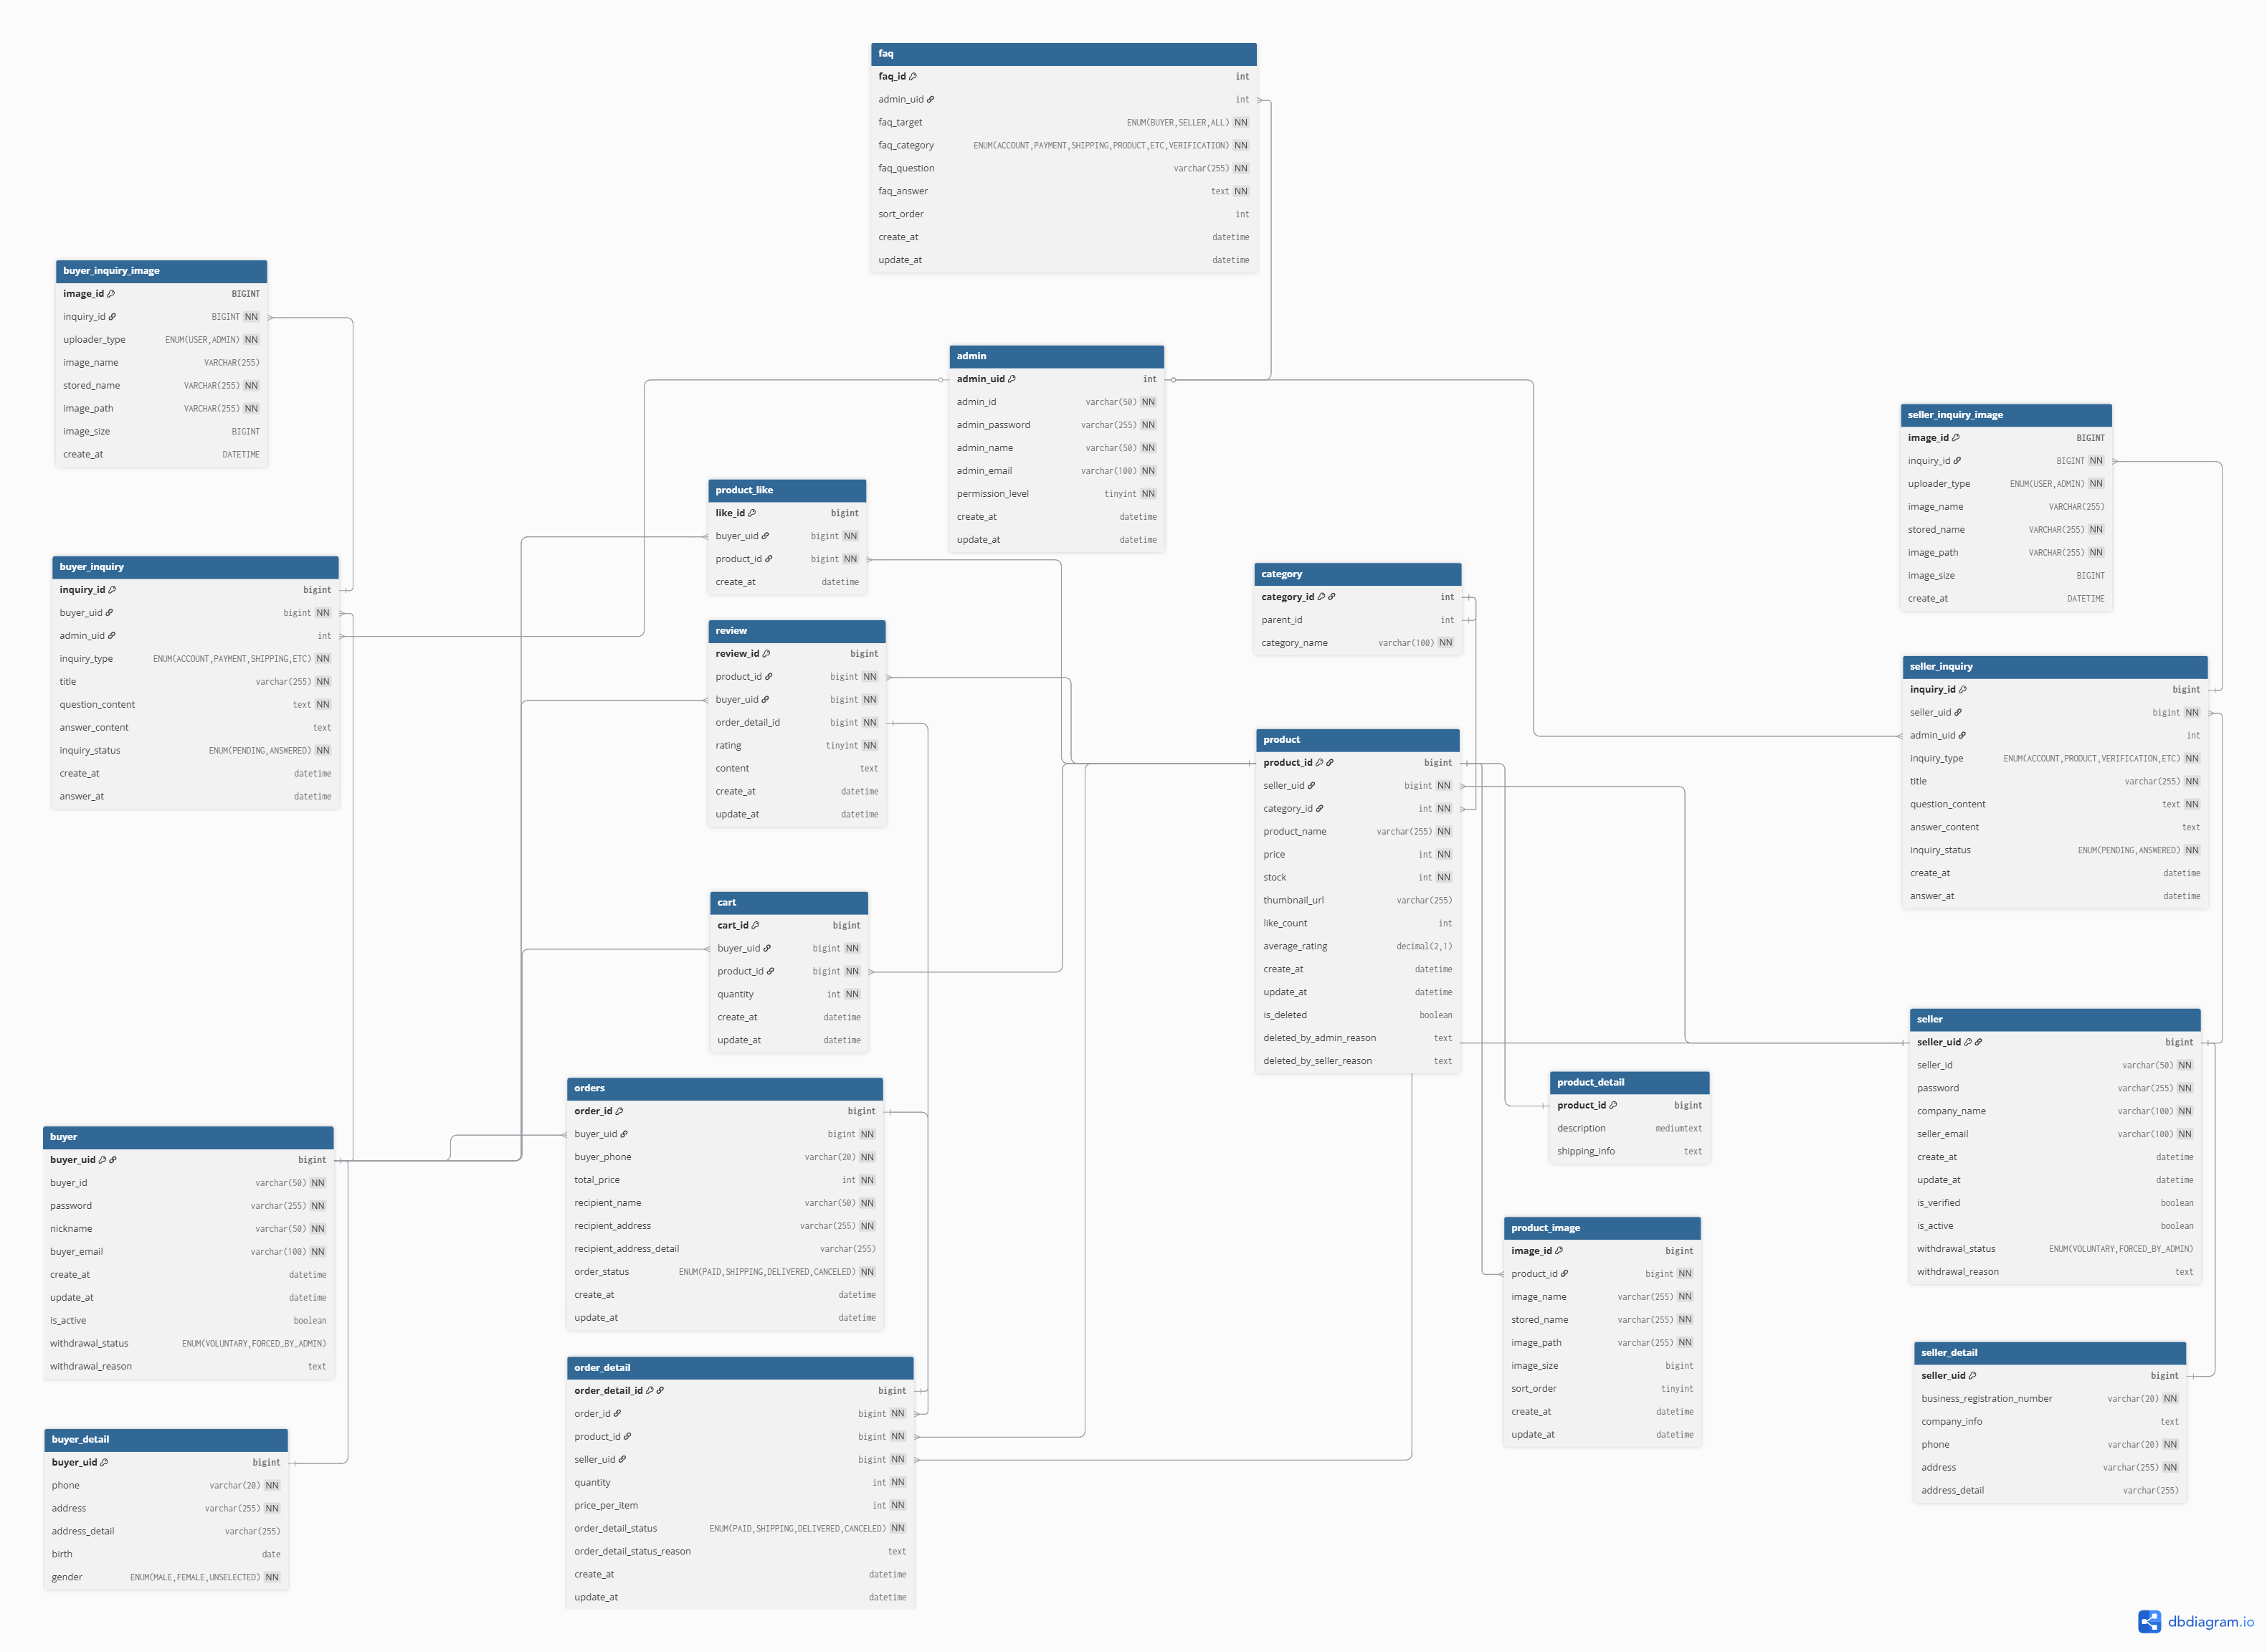 faq
faq_id int
admin_uid int
faq_target ENUM(BUYER,SELLER,ALL) NN
faq_category ENUM(ACCOUNT,PAYMENT,SHIPPING,PRODUCT,ETC,VERIFICATION) NN
faq_question varchar(255) NN
faq_answer text NN
sort_order int
create_at datetime
update_at datetime
buyer_inquiry_image
image_id BIGINT
inquiry_id BIGINT NN
uploader_type ENUM(USER,ADMIN) NN
image_name VARCHAR(255)
stored_name VARCHAR(255) NN
image_path VARCHAR(255) NN
image_size BIGINT
create_at DATETIME
admin
admin_uid int
admin_id varchar(50) NN
admin_password varchar(255) NN
admin_name varchar(50) NN
admin_email varchar(100) NN
permission_level tinyint NN
create_at datetime
update_at datetime
seller_inquiry_image
image_id BIGINT
inquiry_id BIGINT NN
uploader_type ENUM(USER,ADMIN) NN
image_name VARCHAR(255)
stored_name VARCHAR(255) NN
image_path VARCHAR(255) NN
image_size BIGINT
create_at DATETIME
product_like
like_id bigint
buyer_uid bigint NN
product_id bigint NN
create_at datetime
buyer_inquiry
inquiry_id bigint
buyer_uid bigint NN
admin_uid int
inquiry_type ENUM(ACCOUNT,PAYMENT,SHIPPING,ETC) NN
title varchar(255) NN
question_content text NN
answer_content text
inquiry_status ENUM(PENDING,ANSWERED) NN
create_at datetime
answer_at datetime
category
category_id int
parent_id int
category_name varchar(100) NN
review
review_id bigint
product_id bigint NN
buyer_uid bigint NN
order_detail_id bigint NN
rating tinyint NN
content text
create_at datetime
update_at datetime
seller_inquiry
inquiry_id bigint
seller_uid bigint NN
admin_uid int
inquiry_type ENUM(ACCOUNT,PRODUCT,VERIFICATION,ETC) NN
title varchar(255) NN
question_content text NN
answer_content text
inquiry_status ENUM(PENDING,ANSWERED) NN
create_at datetime
answer_at datetime
product
product_id bigint
seller_uid bigint NN
category_id int NN
product_name varchar(255) NN
price int NN
stock int NN
thumbnail_url varchar(255)
like_count int
average_rating decimal(2,1)
create_at datetime
update_at datetime
is_deleted boolean
deleted_by_admin_reason text
deleted_by_seller_reason text
cart
cart_id bigint
buyer_uid bigint NN
product_id bigint NN
quantity int NN
create_at datetime
update_at datetime
seller
seller_uid bigint
seller_id varchar(50) NN
password varchar(255) NN
company_name varchar(100) NN
seller_email varchar(100) NN
create_at datetime
update_at datetime
is_verified boolean
is_active boolean
withdrawal_status ENUM(VOLUNTARY,FORCED_BY_ADMIN)
withdrawal_reason text
product_detail
product_id bigint
description mediumtext
shipping_info text
orders
order_id bigint
buyer_uid bigint NN
buyer_phone varchar(20) NN
total_price int NN
recipient_name varchar(50) NN
recipient_address varchar(255) NN
recipient_address_detail varchar(255)
order_status ENUM(PAID,SHIPPING,DELIVERED,CANCELED) NN
create_at datetime
update_at datetime
buyer
buyer_uid bigint
buyer_id varchar(50) NN
password varchar(255) NN
nickname varchar(50) NN
buyer_email varchar(100) NN
create_at datetime
update_at datetime
is_active boolean
withdrawal_status ENUM(VOLUNTARY,FORCED_BY_ADMIN)
withdrawal_reason text
product_image
image_id bigint
product_id bigint NN
image_name varchar(255) NN
stored_name varchar(255) NN
image_path varchar(255) NN
image_size bigint
sort_order tinyint
create_at datetime
update_at datetime
seller_detail
seller_uid bigint
business_registration_number varchar(20) NN
company_info text
phone varchar(20) NN
address varchar(255) NN
address_detail varchar(255)
order_detail
order_detail_id bigint
order_id bigint NN
product_id bigint NN
seller_uid bigint NN
quantity int NN
price_per_item int NN
order_detail_status ENUM(PAID,SHIPPING,DELIVERED,CANCELED) NN
order_detail_status_reason text
create_at datetime
update_at datetime
buyer_detail
buyer_uid bigint
phone varchar(20) NN
address varchar(255) NN
address_detail varchar(255)
birth date
gender ENUM(MALE,FEMALE,UNSELECTED) NN
dbdiagram.io